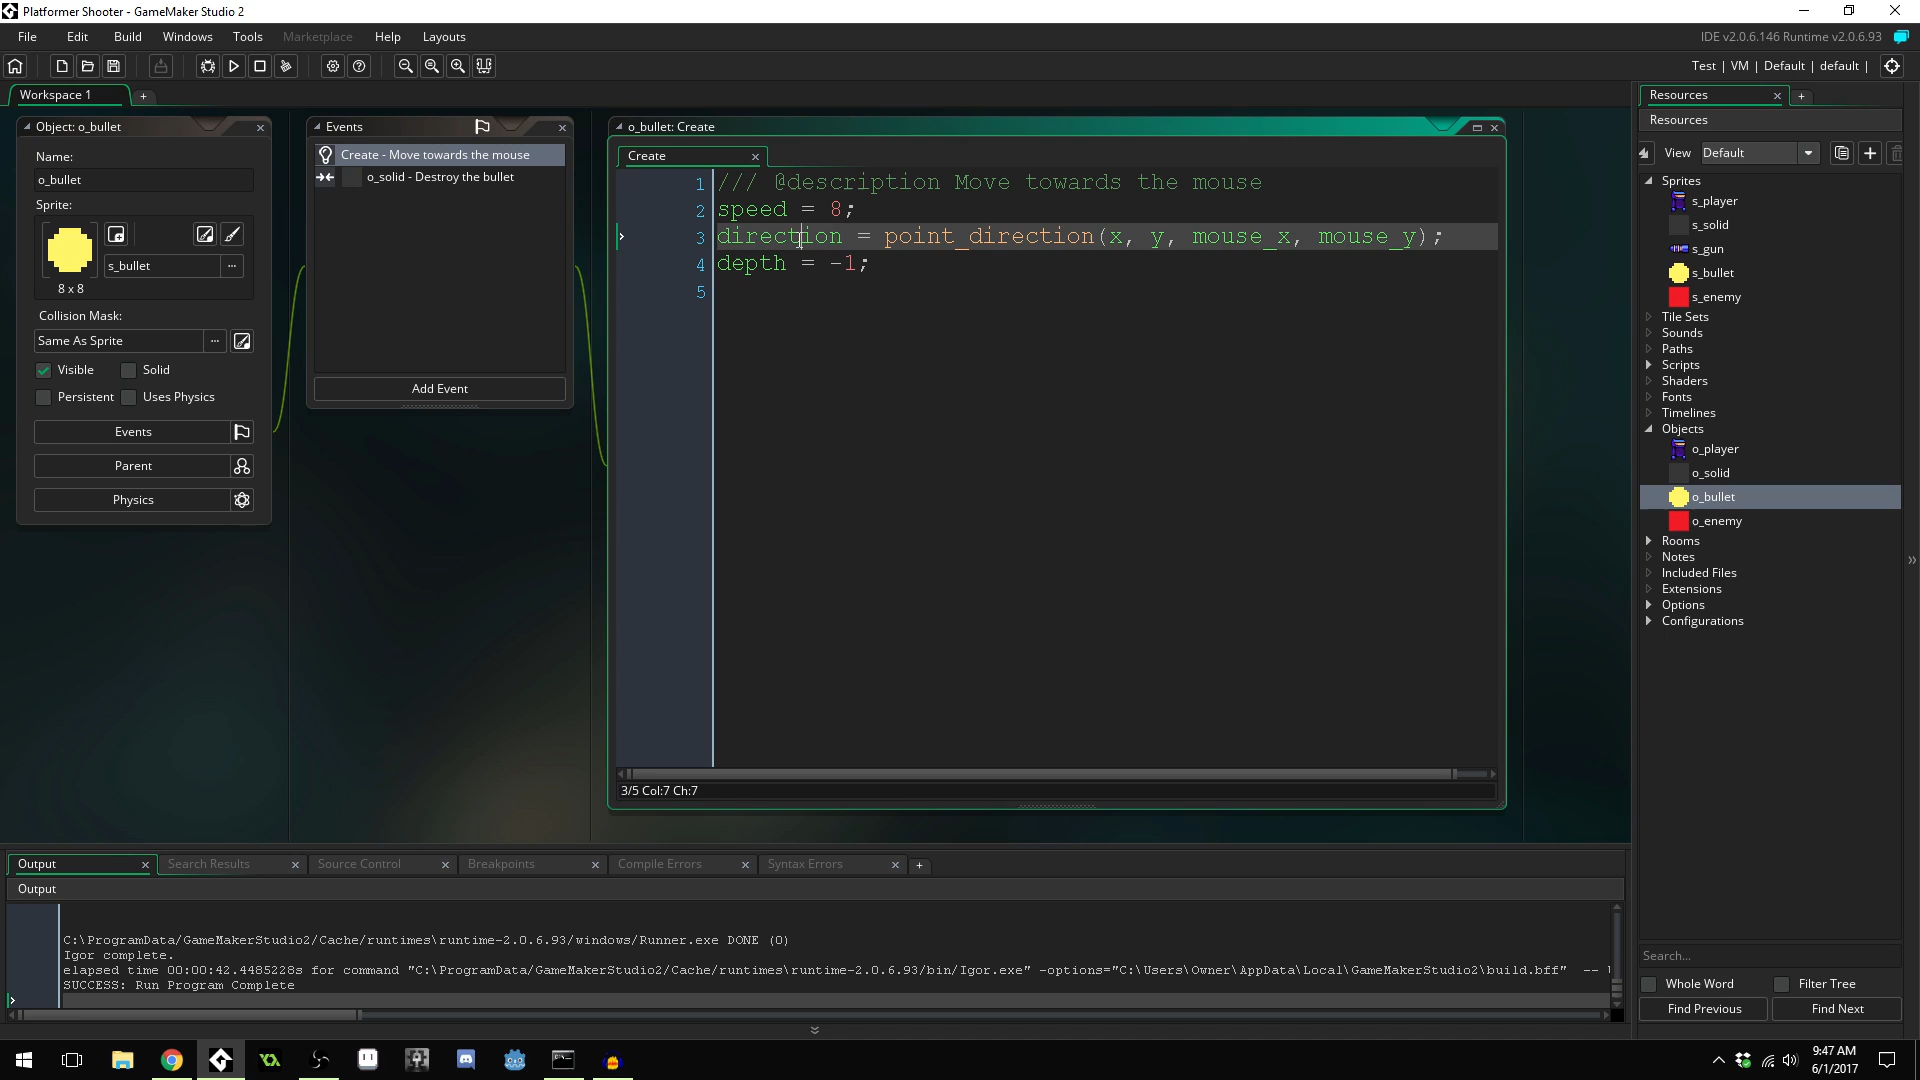 Platformer Shooter - GameMaker Studio 2
File Edit Build Windows Tools Marketplace Help Layouts
IDE v2.0.6.146 Runtime v2.0.6.93
Test | VM | Default | default |
Workspace 1
Object: o_bullet
Name:
o_bullet
Sprite:
s_bullet
8 x 8
Collision Mask:
Same As Sprite
Visible Solid
Persistent Uses Physics
Events
Parent
Physics
Events
Create - Move towards the mouse
o_solid - Destroy the bullet
Add Event
o_bullet: Create
Create
1 /// @description Move towards the mouse
2 speed = 8;
3 direction = point_direction(x, y, mouse_x, mouse_y);
4 depth = -1;
5
3/5 Col:7 Ch:7
Resources
Resources
View Default
Sprites
s_player
s_solid
s_gun
s_bullet
s_enemy
Tile Sets
Sounds
Paths
Scripts
Shaders
Fonts
Timelines
Objects
o_player
o_solid
o_bullet
o_enemy
Rooms
Notes
Included Files
Extensions
Options
Configurations
Search...
Whole Word Filter Tree
Find Previous Find Next
Output Search Results Source Control Breakpoints Compile Errors Syntax Errors
Output
C:\ProgramData/GameMakerStudio2/Cache/runtimes\runtime-2.0.6.93/windows/Runner.exe DONE (0)
Igor complete.
elapsed time 00:00:42.4485228s for command "C:\ProgramData/GameMakerStudio2/Cache/runtimes\runtime-2.0.6.93/bin/Igor.exe" -options="C:\Users\Owner\AppData\Local\GameMakerStudio2\build.bff" --
SUCCESS: Run Program Complete
9:47 AM
6/1/2017